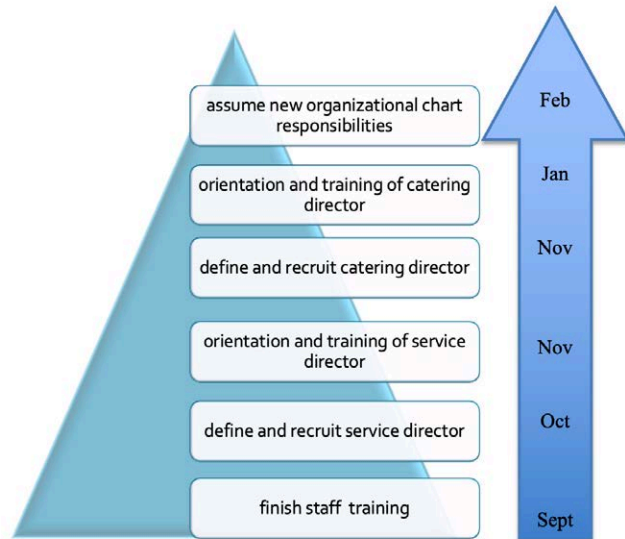 assume new organizational chart
responsibilities
Feb
orientation and training of catering
director
Jan
define and recruit catering director
Nov
orientation and training of service
director
Nov
define and recruit service director
Oct
finish staff training
Sept